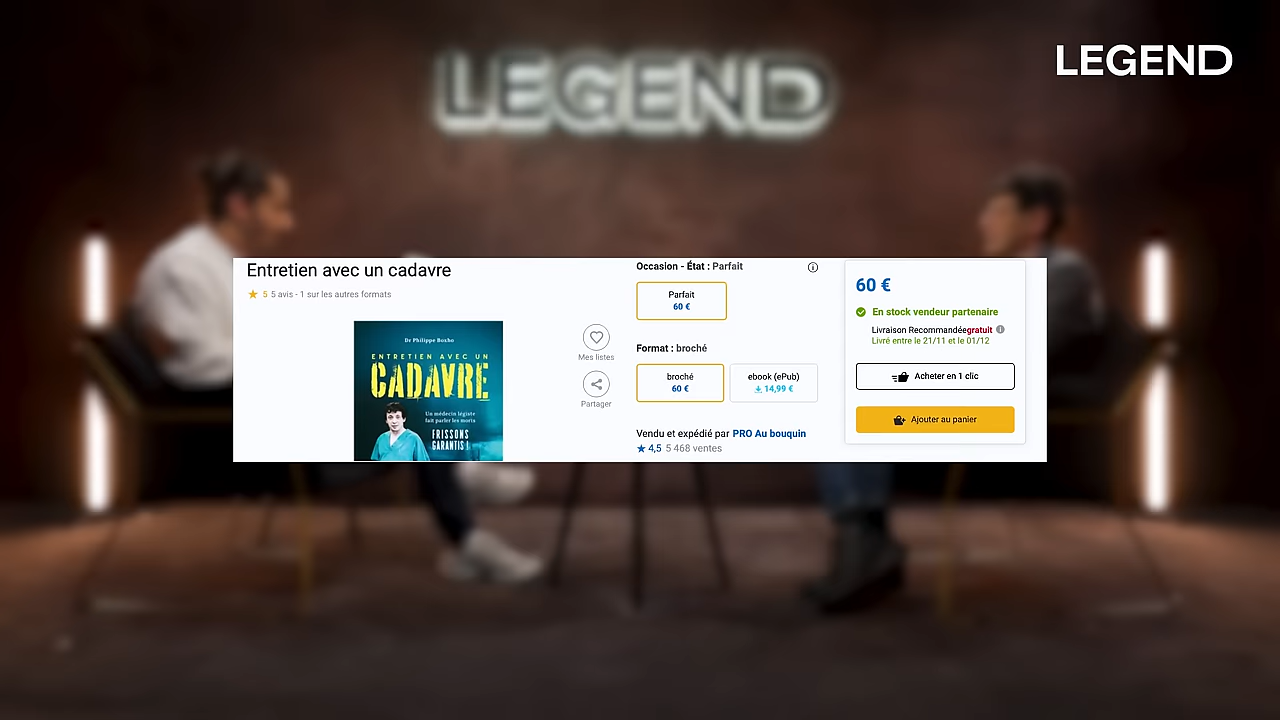 LEGEND
LEGEND
Entretien avec un cadavre
5 5 avis - 1 sur les autres formats
Dr Philippe Boxho
ENTRETIEN AVEC UN
CADAVRE
Un médecin légiste
fait parler les morts
FRISSONS
GARANTIS !
Mes listes
Partager
Occasion - État : Parfait
Parfait
60 €
Format : broché
broché
60 €
ebook (ePub)
14,99 €
Vendu et expédié par PRO Au bouquin
4,5 5 468 ventes
60 €
En stock vendeur partenaire
Livraison Recommandéegratuit
Livré entre le 21/11 et le 01/12
Acheter en 1 clic
Ajouter au panier